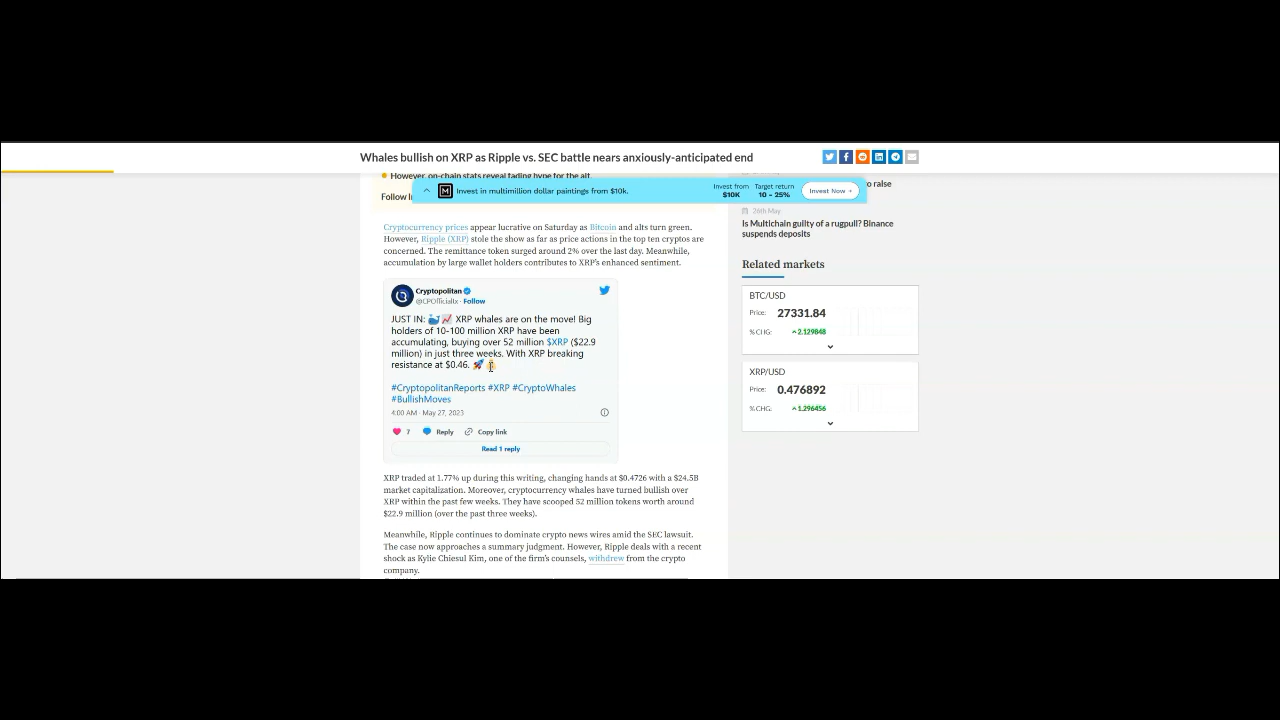 Whales bullish on XRP as Ripple vs. SEC battle nears anxiously-anticipated end
However, on-chain stats reveal fading hype for the alt.
Follow
Invest in multimillion dollar paintings from $10k.
Invest from
$10K
Target return
10 - 25%
Invest Now
to raise
26th May
Is Multichain guilty of a rugpull? Binance
suspends deposits
Related markets
BTC/USD
Price:
27331.84
% CHG:
2.129848
XRP/USD
Price:
0.476892
% CHG:
1.296456
Cryptocurrency prices appear lucrative on Saturday as Bitcoin and alts turn green.
However, Ripple (XRP) stole the show as far as price actions in the top ten cryptos are
concerned. The remittance token surged around 2% over the last day. Meanwhile,
accumulation by large wallet holders contributes to XRP's enhanced sentiment.
Cryptopolitan
· Follow
JUST IN: 🐳📈 XRP whales are on the move! Big
holders of 10-100 million XRP have been
accumulating, buying over 52 million $XRP ($22.9
million) in just three weeks. With XRP breaking
resistance at $0.46. 🚀
#CryptopolitanReports #XRP #CryptoWhales
#BullishMoves
4:00 AM · May 27, 2023
7
Reply
Copy link
Read 1 reply
XRP traded at 1.77% up during this writing, changing hands at $0.4726 with a $24.5B
market capitalization. Moreover, cryptocurrency whales have turned bullish over
XRP within the past few weeks. They have scooped 52 million tokens worth around
$22.9 million (over the past three weeks).
Meanwhile, Ripple continues to dominate crypto news wires amid the SEC lawsuit.
The case now approaches a summary judgment. However, Ripple deals with a recent
shock as Kylie Chiesul Kim, one of the firm's counsels, withdrew from the crypto
company.